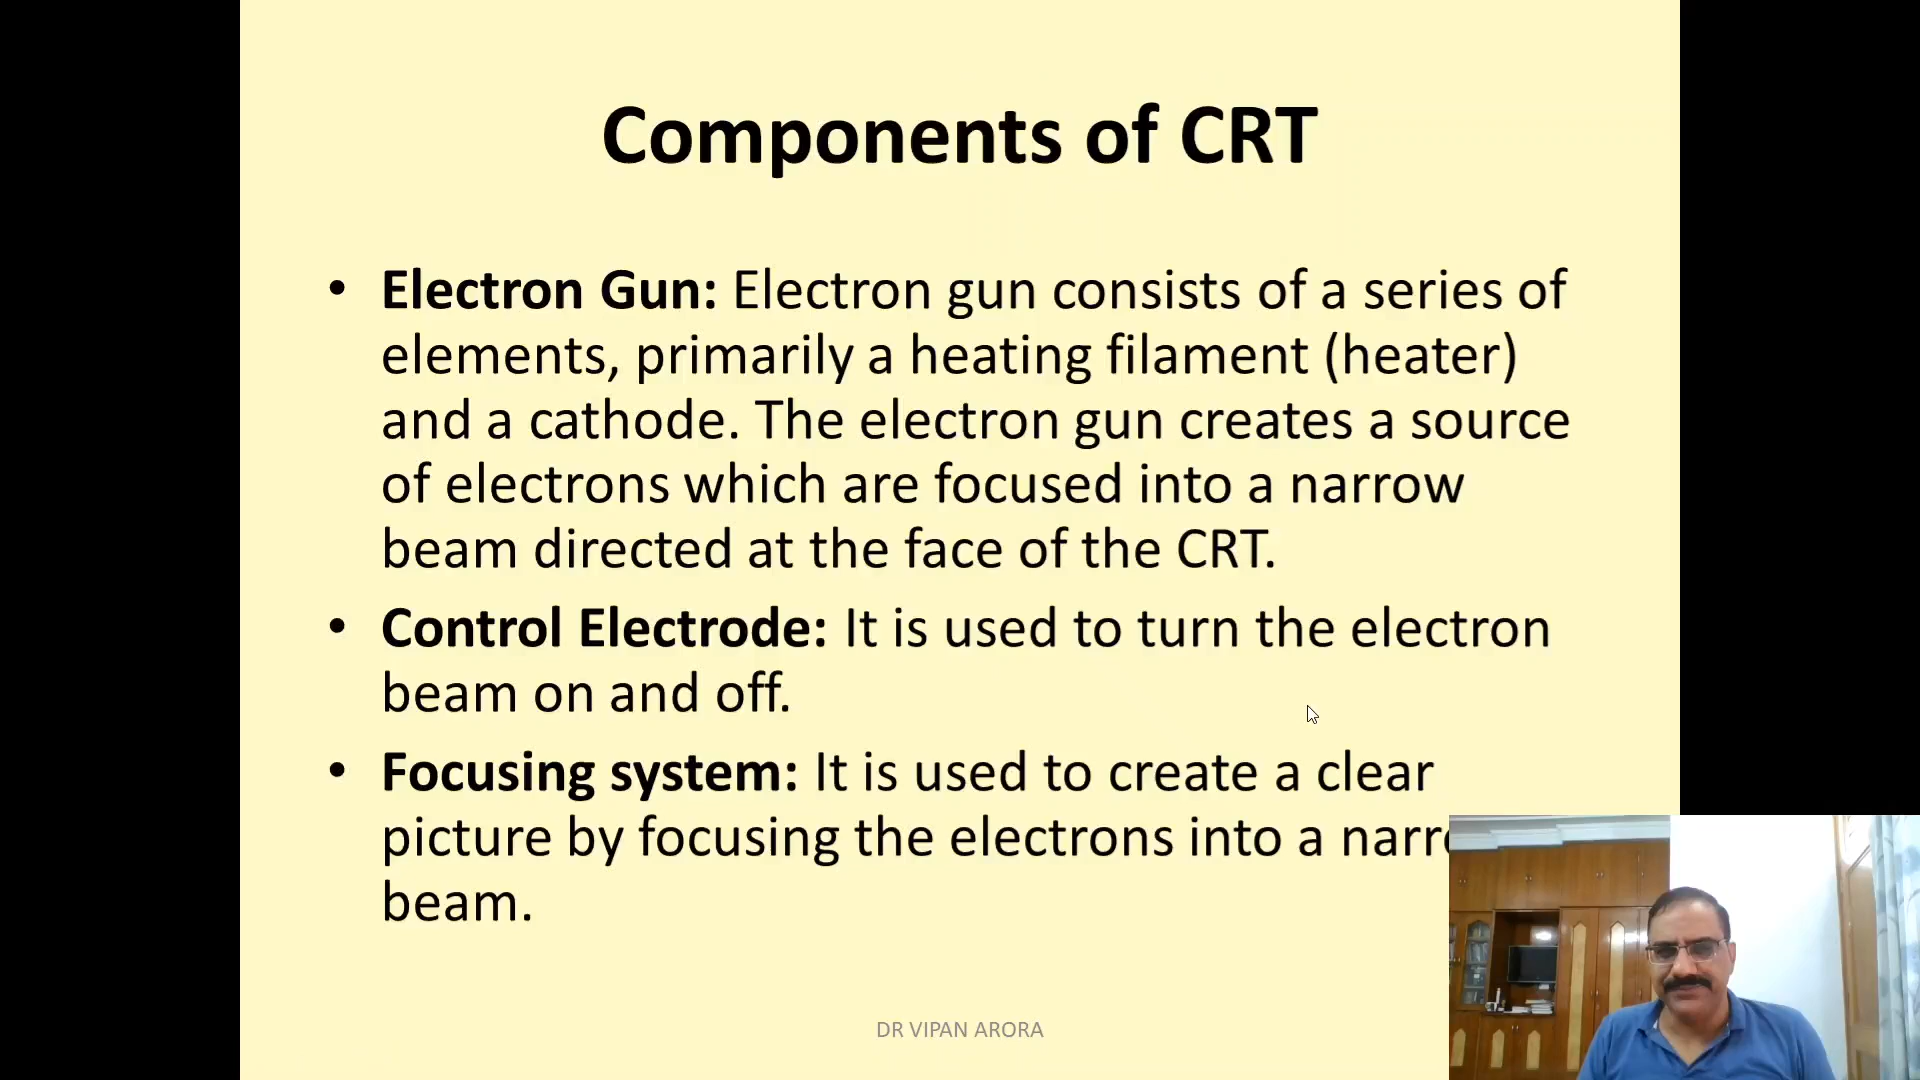 Components of CRT
• Electron Gun: Electron gun consists of a series of
elements, primarily a heating filament (heater)
and a cathode. The electron gun creates a source
of electrons which are focused into a narrow
beam directed at the face of the CRT.
• Control Electrode: It is used to turn the electron
beam on and off.
• Focusing system: It is used to create a clear
picture by focusing the electrons into a
beam.
DR VIPAN ARORA